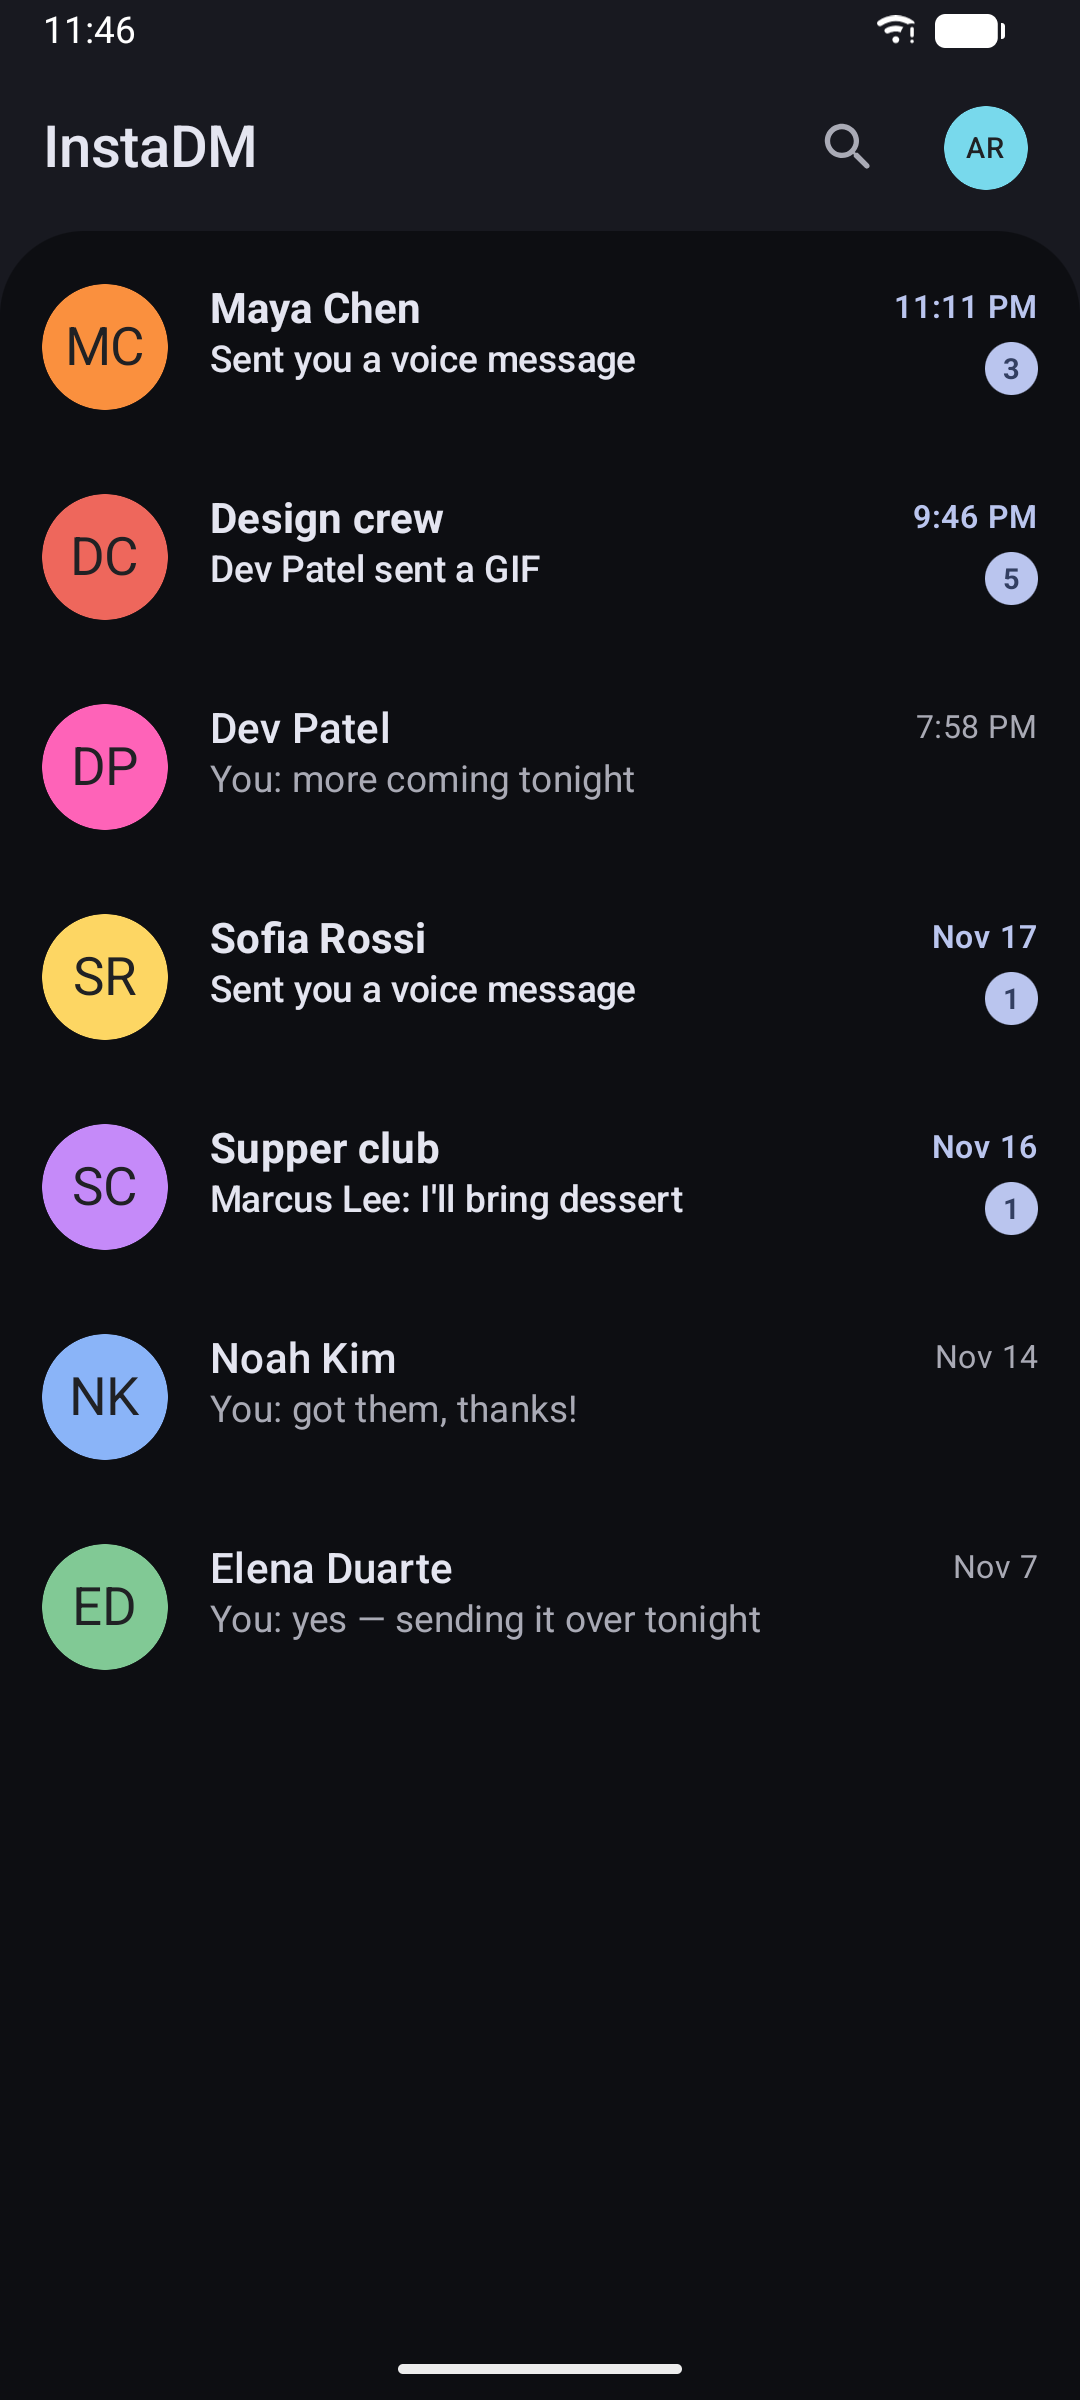 11:46
InstaDM
AR
MC
Maya Chen
11:11 PM
Sent you a voice message
3
DC
Design crew
9:46 PM
Dev Patel sent a GIF
5
DP
Dev Patel
7:58 PM
You: more coming tonight
SR
Sofia Rossi
Nov 17
Sent you a voice message
1
SC
Supper club
Nov 16
Marcus Lee: I'll bring dessert
1
NK
Noah Kim
Nov 14
You: got them, thanks!
ED
Elena Duarte
Nov 7
You: yes — sending it over tonight